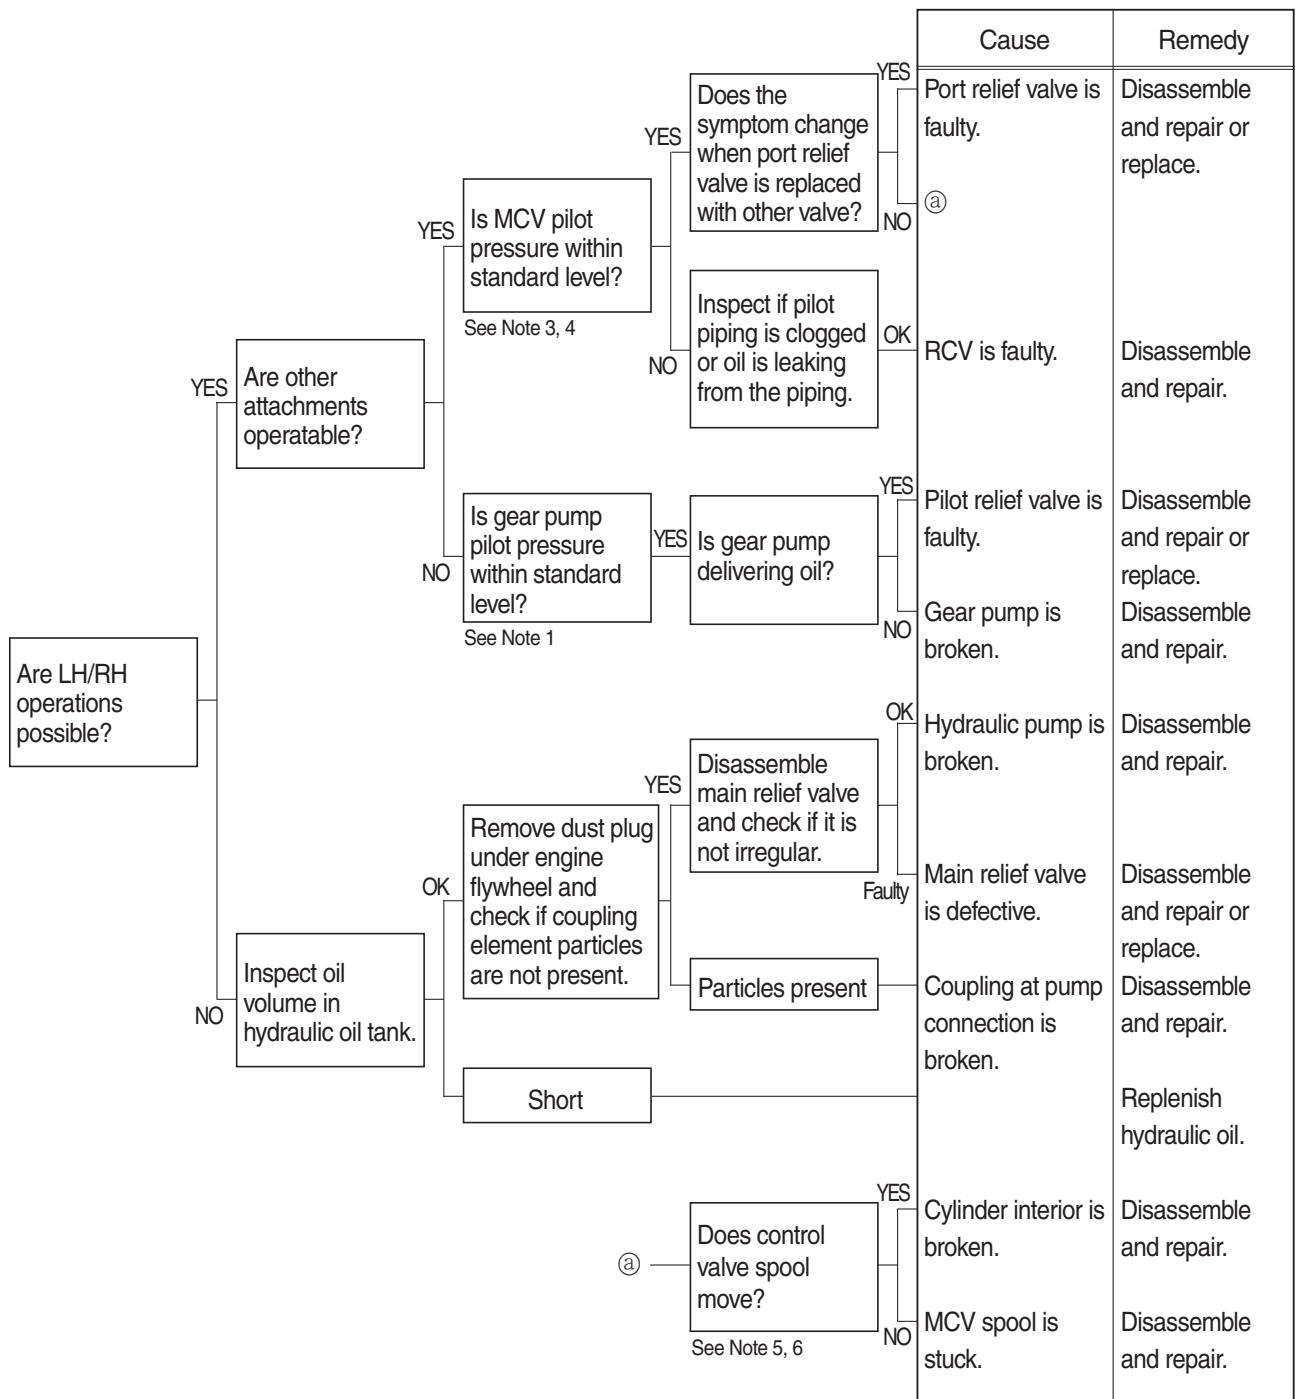 Cause
Remedy
Are LH/RH
operations
possible?
YES
Are other
attachments
operatable?
YES
Is MCV pilot
pressure within
standard level?
See Note 3, 4
YES
Does the
symptom change
when port relief
valve is replaced
with other valve?
YES
Port relief valve is
faulty.
Disassemble
and repair or
replace.
NO
ⓐ
NO
Inspect if pilot
piping is clogged
or oil is leaking
from the piping.
OK
RCV is faulty.
Disassemble
and repair.
NO
Is gear pump
pilot pressure
within standard
level?
See Note 1
YES
Is gear pump
delivering oil?
YES
Pilot relief valve is
faulty.
Disassemble
and repair or
replace.
NO
Gear pump is
broken.
Disassemble
and repair.
NO
Inspect oil
volume in
hydraulic oil tank.
OK
Remove dust plug
under engine
flywheel and
check if coupling
element particles
are not present.
YES
Disassemble
main relief valve
and check if it is
not irregular.
OK
Hydraulic pump is
broken.
Disassemble
and repair.
Faulty
Main relief valve
is defective.
Disassemble
and repair or
replace.
Particles present
Coupling at pump
connection is
broken.
Disassemble
and repair.
Short
Replenish
hydraulic oil.
ⓐ
Does control
valve spool
move?
See Note 5, 6
YES
Cylinder interior is
broken.
Disassemble
and repair.
NO
MCV spool is
stuck.
Disassemble
and repair.